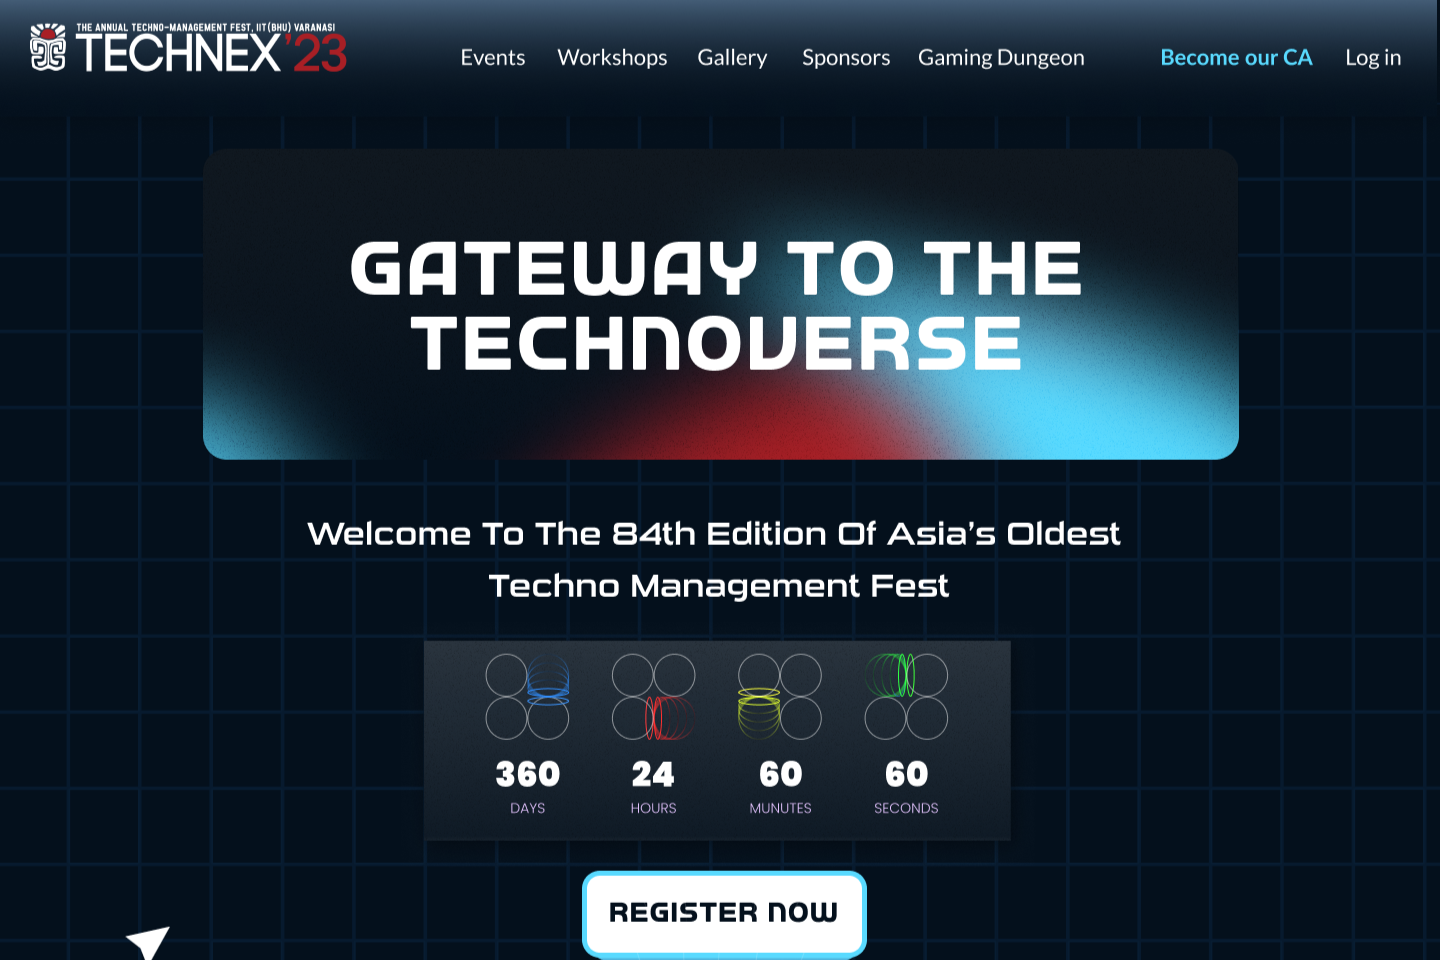 THE ANNUAL TECHNO-MANAGEMENT FEST, IIT(BHU) VARANASI
TECHNEX'23
Events Workshops Gallery Sponsors Gaming Dungeon Become our CA Log in
GATEWAY TO THE
TECHNOVERSE
Welcome To The 84th Edition Of Asia's Oldest
Techno Management Fest
360 24 60 60
DAYS HOURS MUNUTES SECONDS
REGISTER NOW